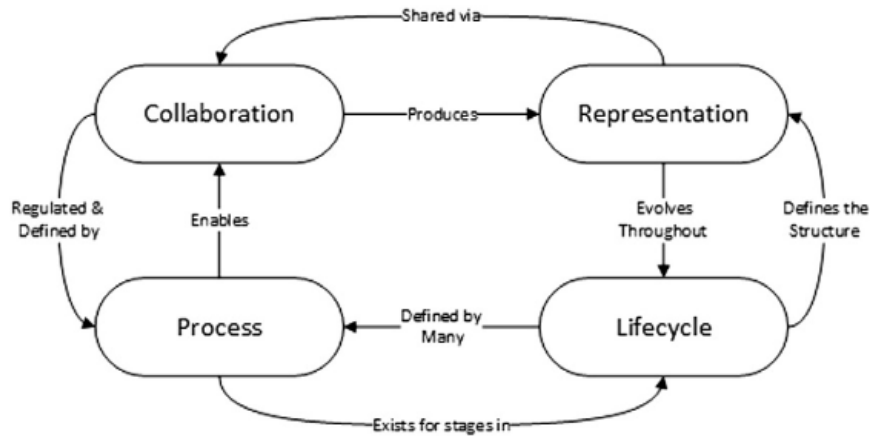 Shared via
Collaboration
Produces
Representation
Regulated &
Defined by
Enables
Evolves
Throughout
Defines the
Structure
Process
Defined by
Many
Lifecycle
Exists for stages in